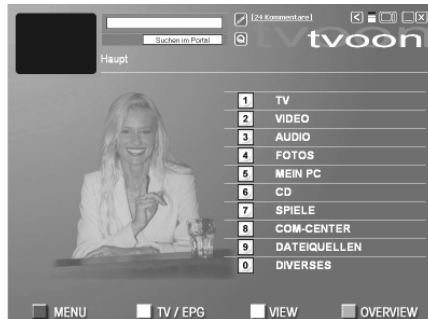 [24 Kommentare]
Suchen im Portal
tvoon
Haupt
1 TV
2 VIDEO
3 AUDIO
4 FOTOS
5 MEIN PC
6 CD
7 SPIELE
8 COM-CENTER
9 DATEIQUELLEN
0 DIVERSES
MENU TV / EPG VIEW OVERVIEW